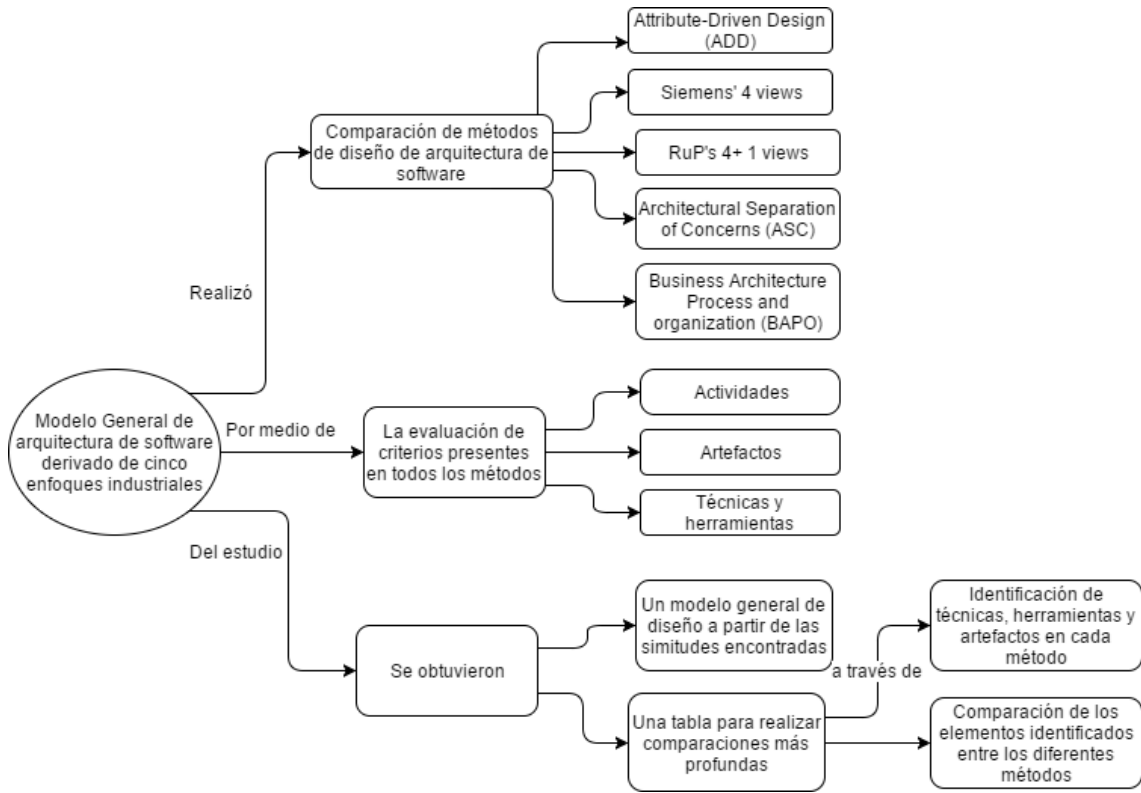 Attribute-Driven Design
(ADD)
Siemens' 4 views
Comparación de métodos
de diseño de arquitectura de
software
RuP's 4+ 1 views
Architectural Separation
of Concerns (ASC)
Realizó
Business Architecture
Process and
organization (BAPO)
Modelo General de
arquitectura de software
derivado de cinco
enfoques industriales
Por medio de
La evaluación de
criterios presentes
en todos los métodos
Actividades
Artefactos
Técnicas y
herramientas
Del estudio
Se obtuvieron
Un modelo general de
diseño a partir de las
simitudes encontradas
Una tabla para realizar
comparaciones más
profundas
a través de
Identificación de
técnicas, herramientas y
artefactos en cada
método
Comparación de los
elementos identificados
entre los diferentes
métodos